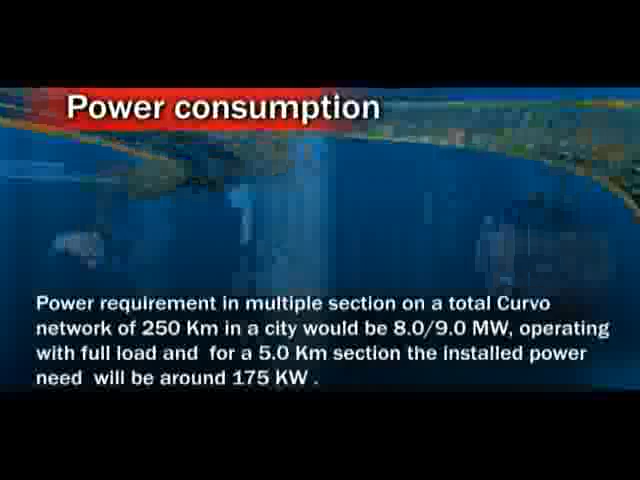 Power consumption
Power requirement in multiple section on a total Curvo
network of 250 Km in a city would be 8.0/9.0 MW, operating
with full load and  for a 5.0 Km section the installed power
need  will be around 175 KW .